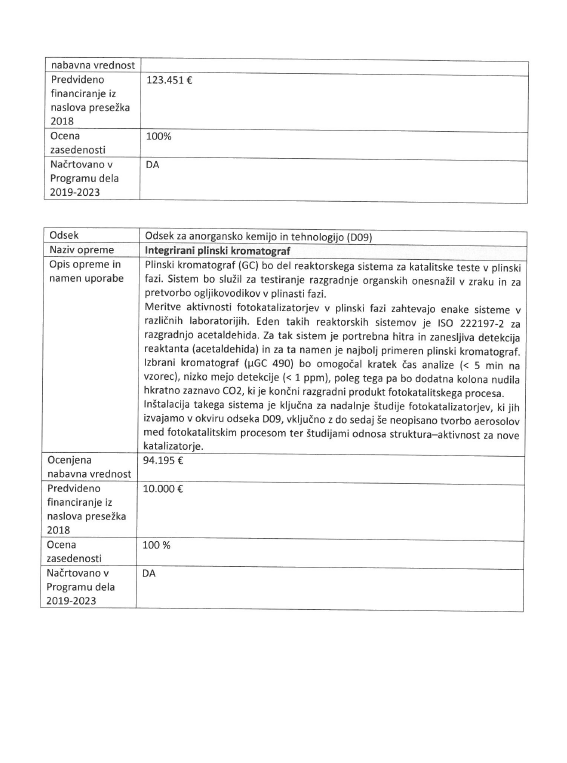 nabavna vrednost
Predvideno 123.451 €
financiranje iz
naslova presežka
2018
Ocena 100%
zasedenosti
Načrtovano v DA
Programu dela
2019-2023
Odsek Odsek za anorgansko kemijo in tehnologijo (D09)
Naziv opreme Integrirani plinski kromatograf
Opis opreme in Plinski kromatograf (GC) bo del reaktorskega sistema za katalitske teste v plinski
namen uporabe fazi. Sistem bo služil za testiranje razgradnje organskih onesnažil v zraku in za
pretvorbo ogljikovodikov v plinasti fazi.
Meritve aktivnosti fotokatalizatorjev v plinski fazi zahtevajo enake sisteme v
različnih laboratorijih. Eden takih reaktorskih sistemov je ISO 222197-2 za
razgradnjo acetaldehida. Za tak sistem je portrebna hitra in zanesljiva detekcija
reaktanta (acetaldehida) in za ta namen je najbolj primeren plinski kromatograf.
Izbrani kromatograf (µGC 490) bo omogočal kratek čas analize (< 5 min na
vzorec), nizko mejo detekcije (< 1 ppm), poleg tega pa bo dodatna kolona nudila
hkratno zaznavo CO2, ki je končni razgradni produkt fotokatalitskega procesa.
Inštalacija takega sistema je ključna za nadalnje študije fotokatalizatorjev, ki jih
izvajamo v okviru odseka D09, vključno z do sedaj še neopisano tvorbo aerosolov
med fotokatalitskim procesom ter študijami odnosa struktura–aktivnost za nove
katalizatorje.
Ocenjena 94.195 €
nabavna vrednost
Predvideno 10.000 €
financiranje iz
naslova presežka
2018
Ocena 100 %
zasedenosti
Načrtovano v DA
Programu dela
2019-2023